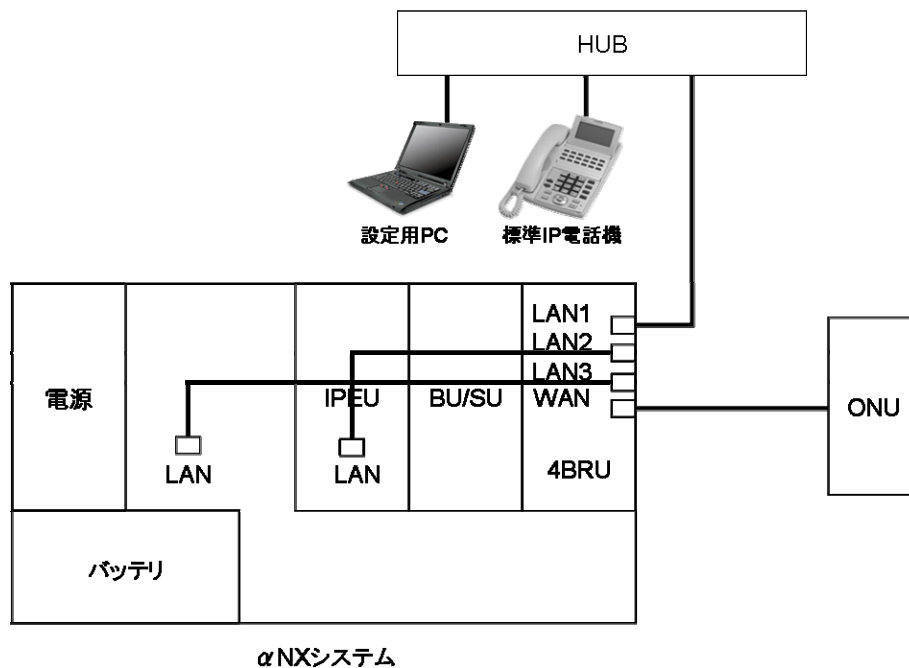 HUB
設定用PC
標準IP電話機
LAN1
LAN2
LAN3
電源
IPEU
BU/SU
WAN
ONU
LAN
LAN
4BRU
バッテリ
αNXシステム